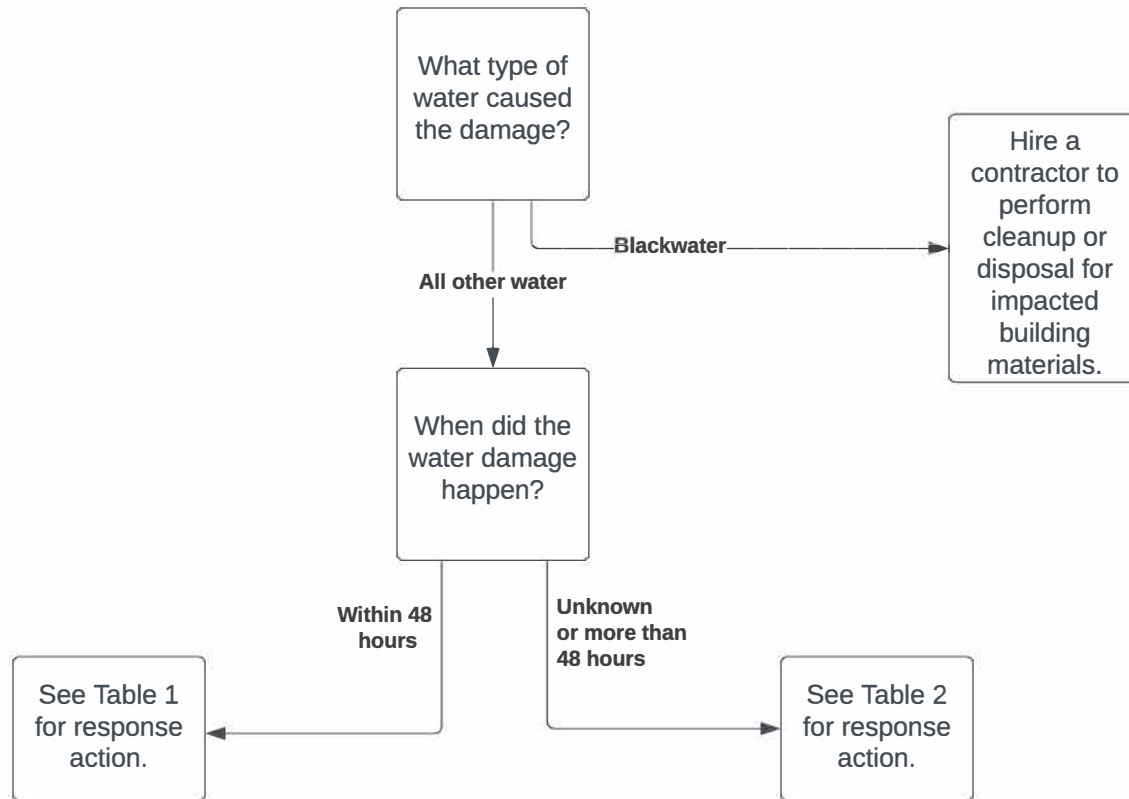 What type of
water caused
the damage?
Hire a
contractor to
perform
cleanup or
disposal for
impacted
building
materials.
Blackwater
All other water
When did the
water damage
happen?
Within 48
hours
Unknown
or more than
48 hours
See Table 1
for response
action.
See Table 2
for response
action.